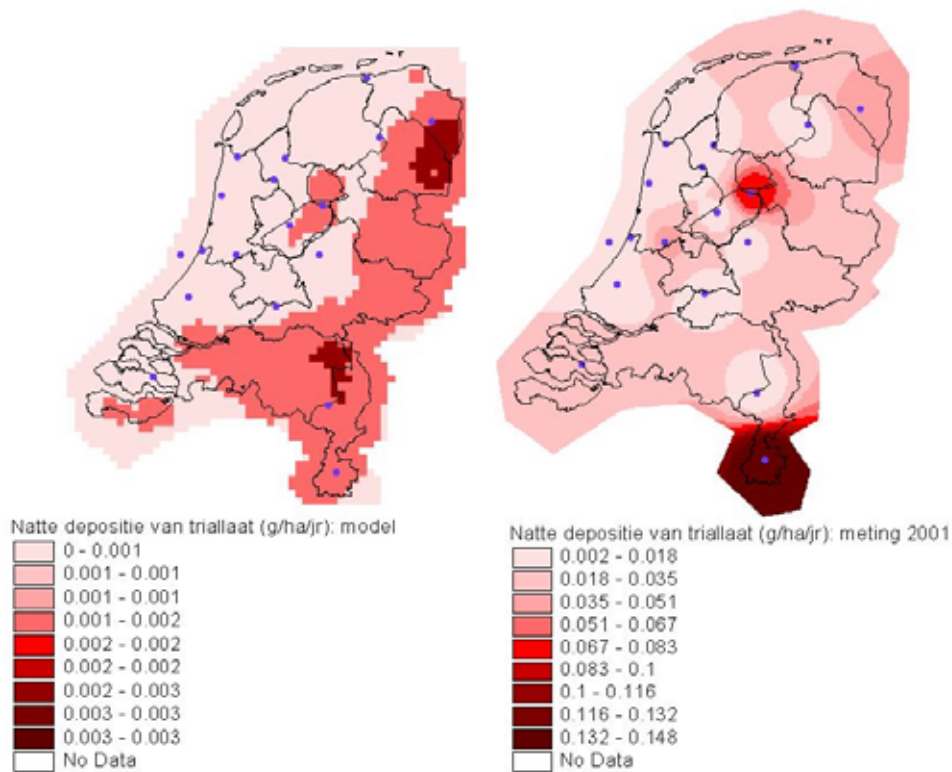 Natte depositie van triallaat (g/ha/jr): model
0 - 0.001
0.001 - 0.001
0.001 - 0.001
0.001 - 0.002
0.002 - 0.002
0.002 - 0.002
0.002 - 0.003
0.003 - 0.003
0.003 - 0.003
No Data
Natte depositie van triallaat (g/ha/jr): meting 2001
0.002 - 0.018
0.018 - 0.035
0.035 - 0.051
0.051 - 0.067
0.067 - 0.083
0.083 - 0.1
0.1 - 0.116
0.116 - 0.132
0.132 - 0.148
No Data